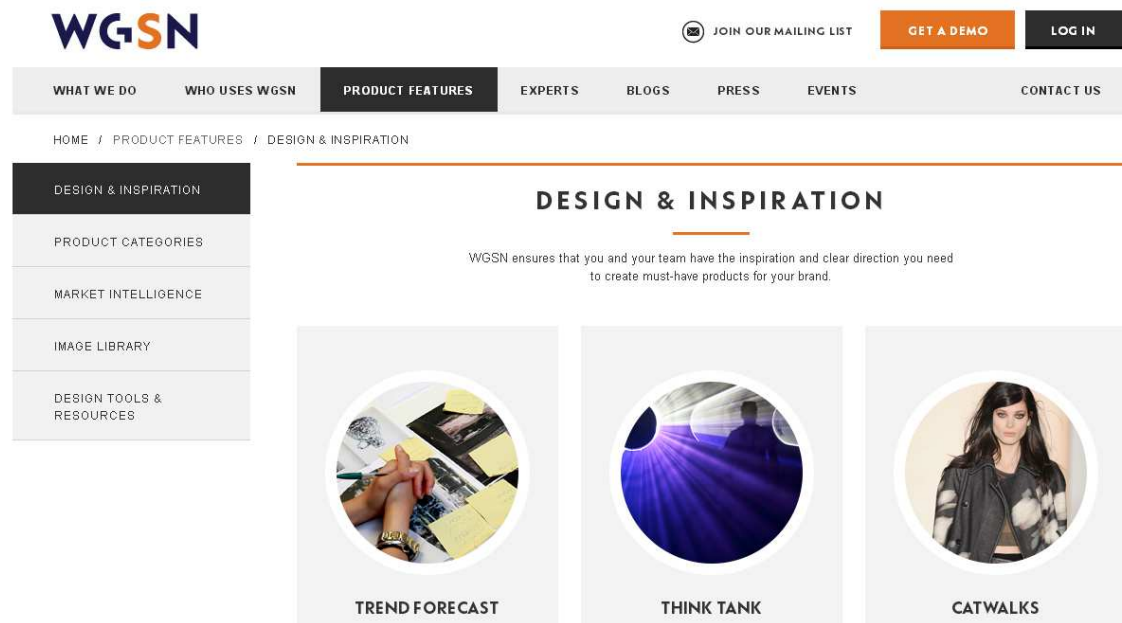 WGSN
JOIN OUR MAILING LIST
GET A DEMO
LOG IN
WHAT WE DO
WHO USES WGSN
PRODUCT FEATURES
EXPERTS
BLOGS
PRESS
EVENTS
CONTACT US
HOME / PRODUCT FEATURES / DESIGN & INSPIRATION
DESIGN & INSPIRATION
PRODUCT CATEGORIES
MARKET INTELLIGENCE
IMAGE LIBRARY
DESIGN TOOLS &
RESOURCES
DESIGN & INSPIRATION
WGSN ensures that you and your team have the inspiration and clear direction you need
to create must-have products for your brand.
TREND FORECAST
THINK TANK
CATWALKS